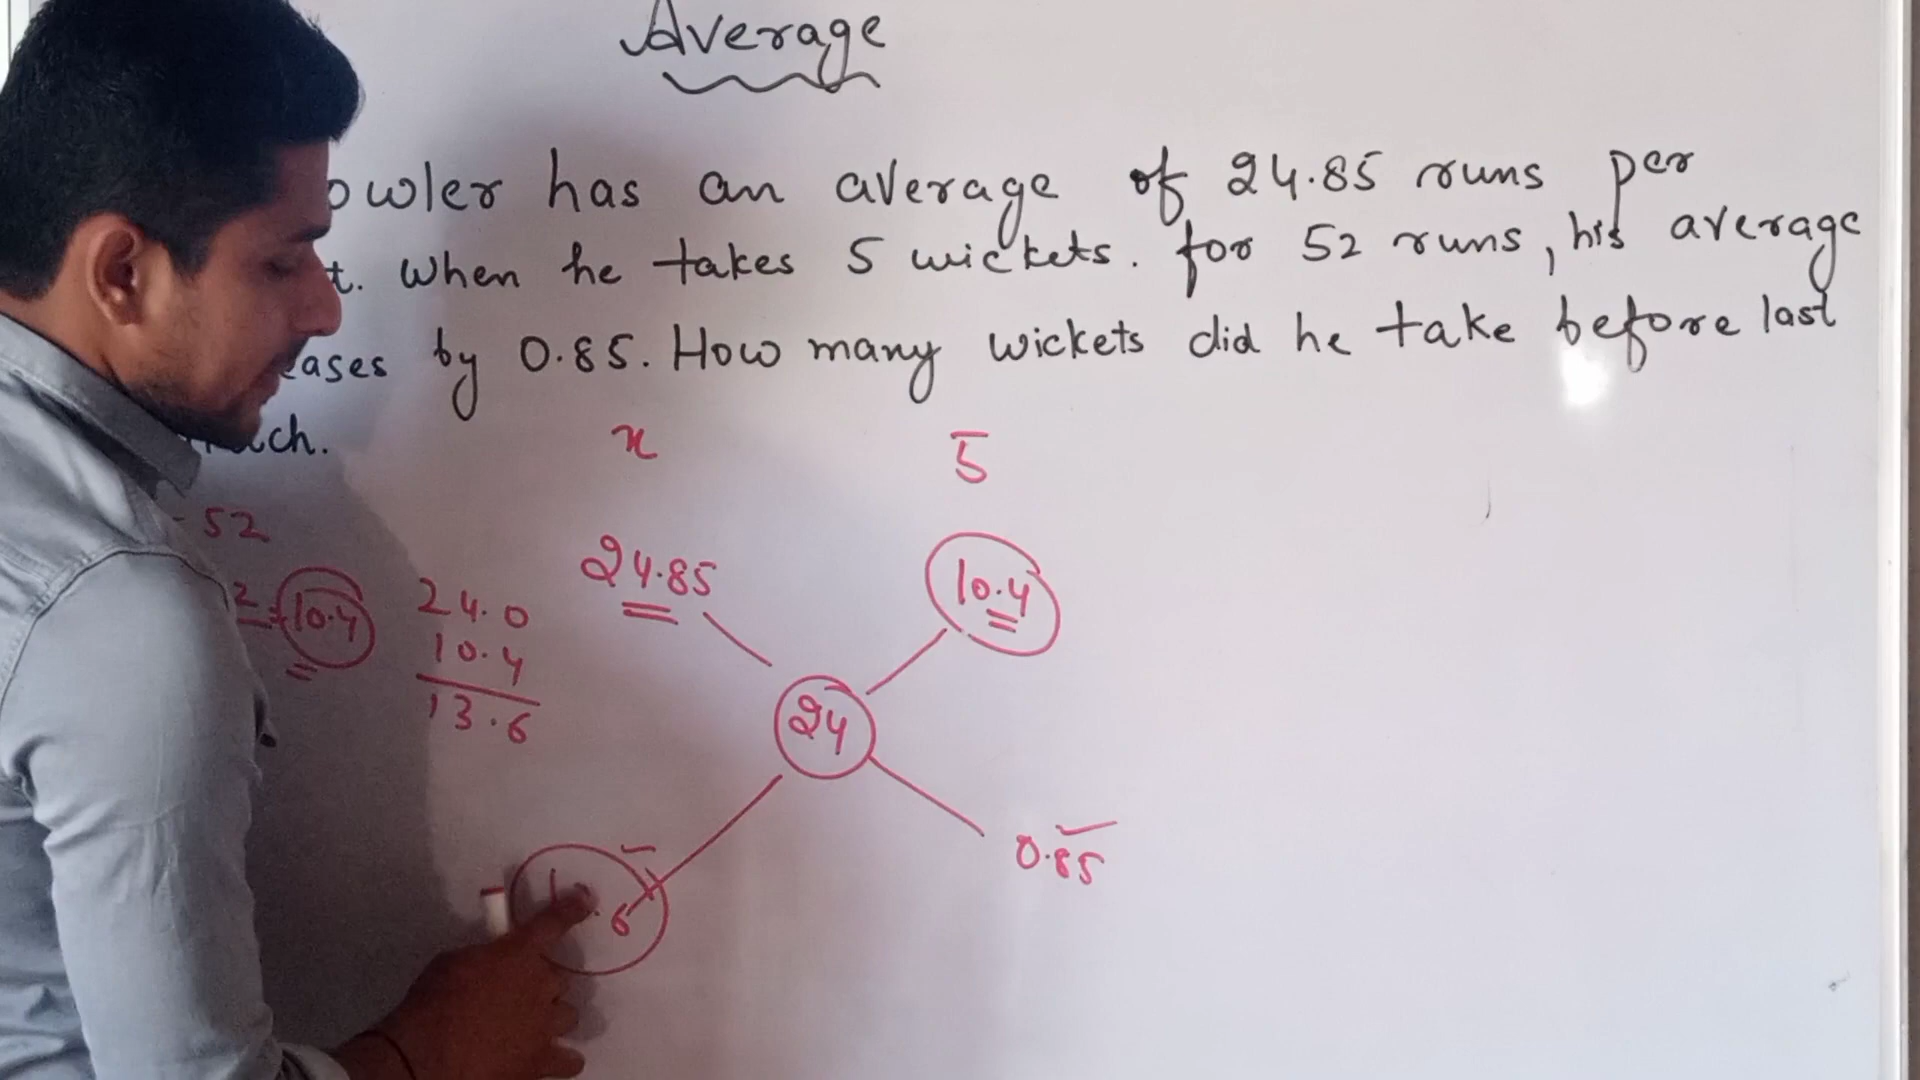 Average
owler has an average of 24.85 runs per
t. when he takes 5 wickets. for 52 runs, his average
eases by 0.85. How many wickets did he take before last
ch.
x 5
- 52
2 = 10.4
24.0
10.4
13.6
24.85 10.4
24
0.85